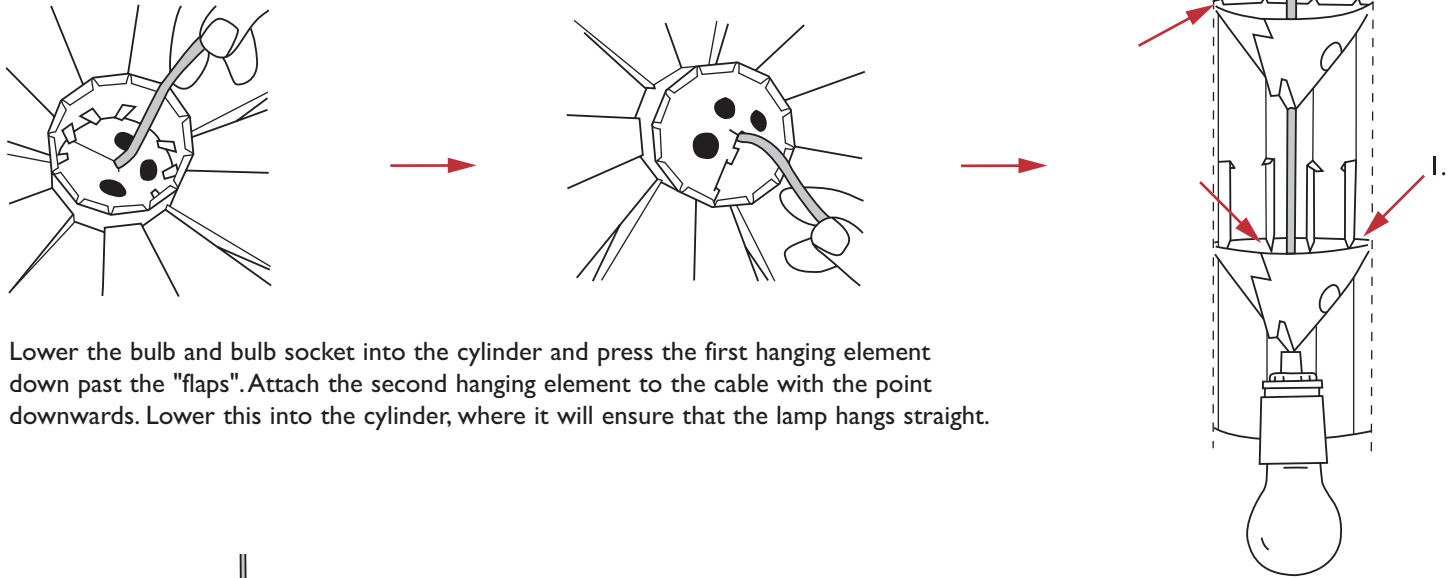 1.
Lower the bulb and bulb socket into the cylinder and press the first hanging element
down past the "flaps". Attach the second hanging element to the cable with the point
downwards. Lower this into the cylinder, where it will ensure that the lamp hangs straight.